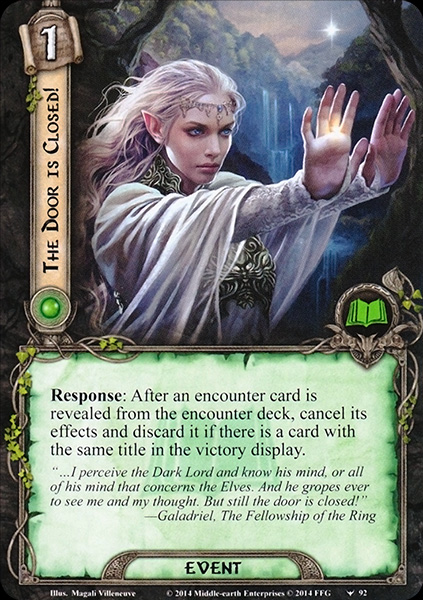 1
The Door is Closed!
Response: After an encounter card is
revealed from the encounter deck, cancel its
effects and discard it if there is a card with
the same title in the victory display.
“…I perceive the Dark Lord and know his mind, or all
of his mind that concerns the Elves. And he gropes ever
to see me and my thought. But still the door is closed!”
—Galadriel, The Fellowship of the Ring
EVENT
Illus. Magali Villeneuve © 2014 Middle-earth Enterprises © 2014 FFG 92